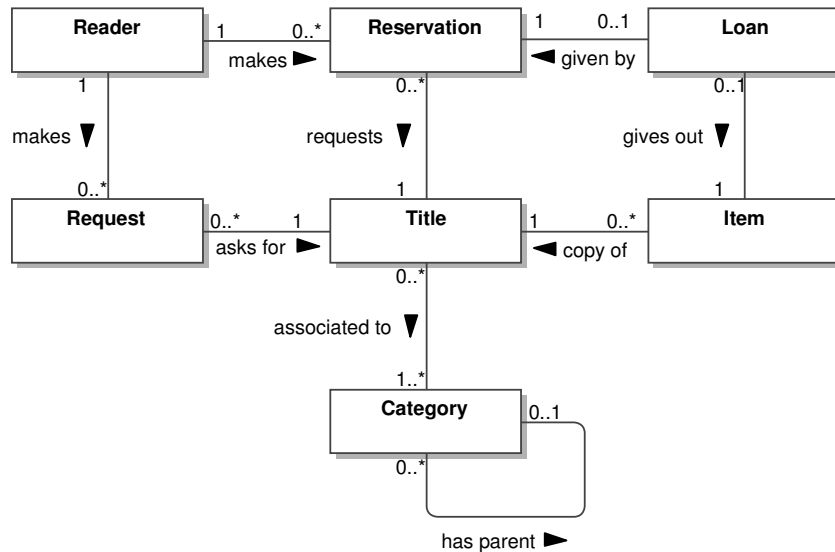 Reader
Reservation
Loan
1
0..*
1
0..1
makes
given by
1
0..*
0..1
makes
requests
gives out
0..*
1
1
Request
Title
Item
0..*
1
1
0..*
asks for
copy of
0..*
associated to
1..*
Category
0..1
0..*
has parent